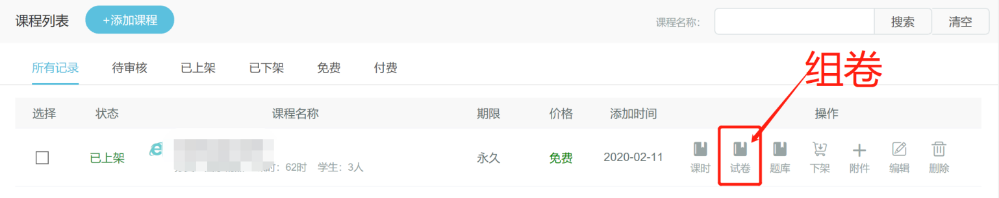 课程列表 +添加课程 课程名称： 搜索 清空
所有记录 待审核 已上架 已下架 免费 付费
组卷
选择 状态 课程名称 期限 价格 添加时间 操作
已上架 永久 免费 2020-02-11
时：62时 学生：3人
课时 试卷 题库 下架 附件 编辑 删除